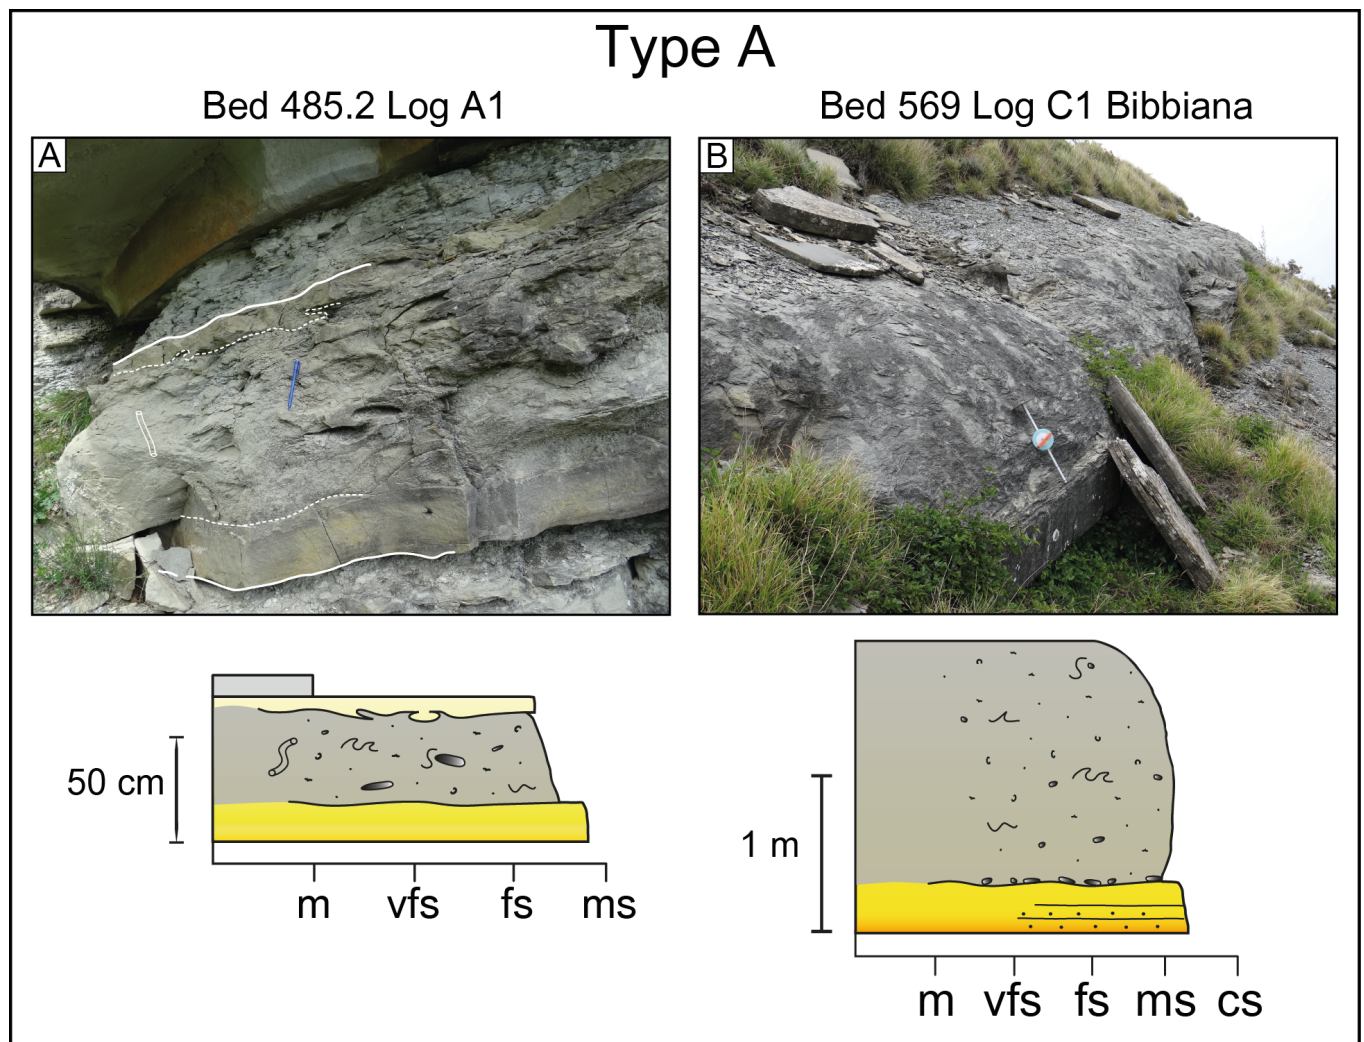 Type A
Bed 485.2 Log A1
Bed 569 Log C1 Bibbiana
A
B
50 cm
m vfs fs ms
1 m
m vfs fs ms cs